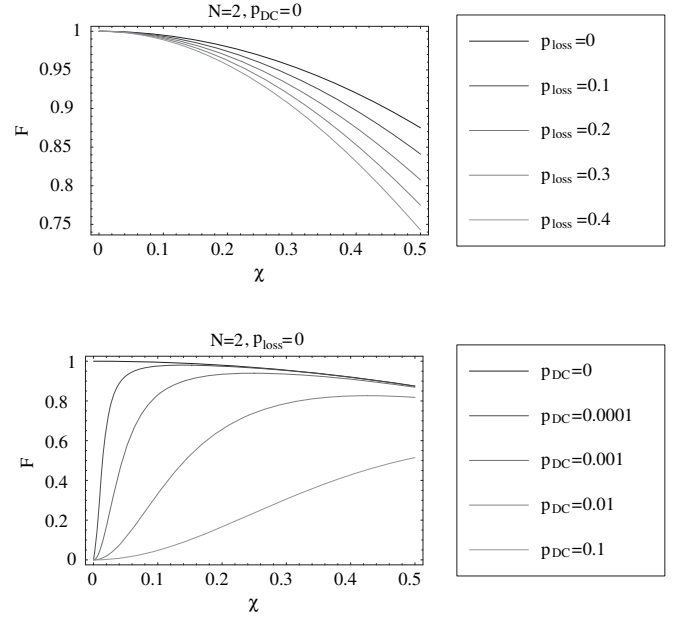 N=2, p_DC=0
1
0.95
0.9
0.85
0.8
0.75
F
0 0.1 0.2 0.3 0.4 0.5
χ
p_loss=0
p_loss=0.1
p_loss=0.2
p_loss=0.3
p_loss=0.4
N=2, p_loss=0
1
0.8
0.6
0.4
0.2
0
F
0 0.1 0.2 0.3 0.4 0.5
χ
p_DC=0
p_DC=0.0001
p_DC=0.001
p_DC=0.01
p_DC=0.1